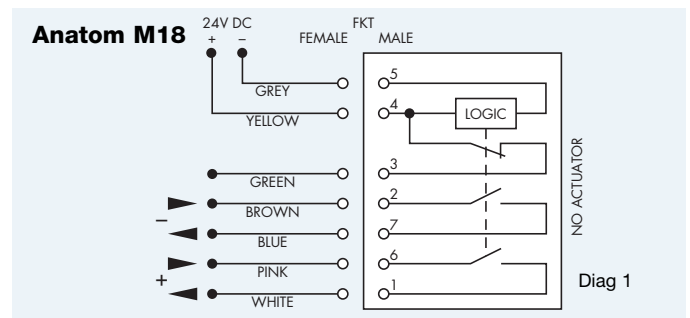 Anatom M18
24V DC
+ –
FKT
FEMALE MALE
GREY 5
YELLOW 4
LOGIC
GREEN 3
BROWN 2
–
BLUE 7
PINK 6
+
WHITE 1
NO ACTUATOR
Diag 1